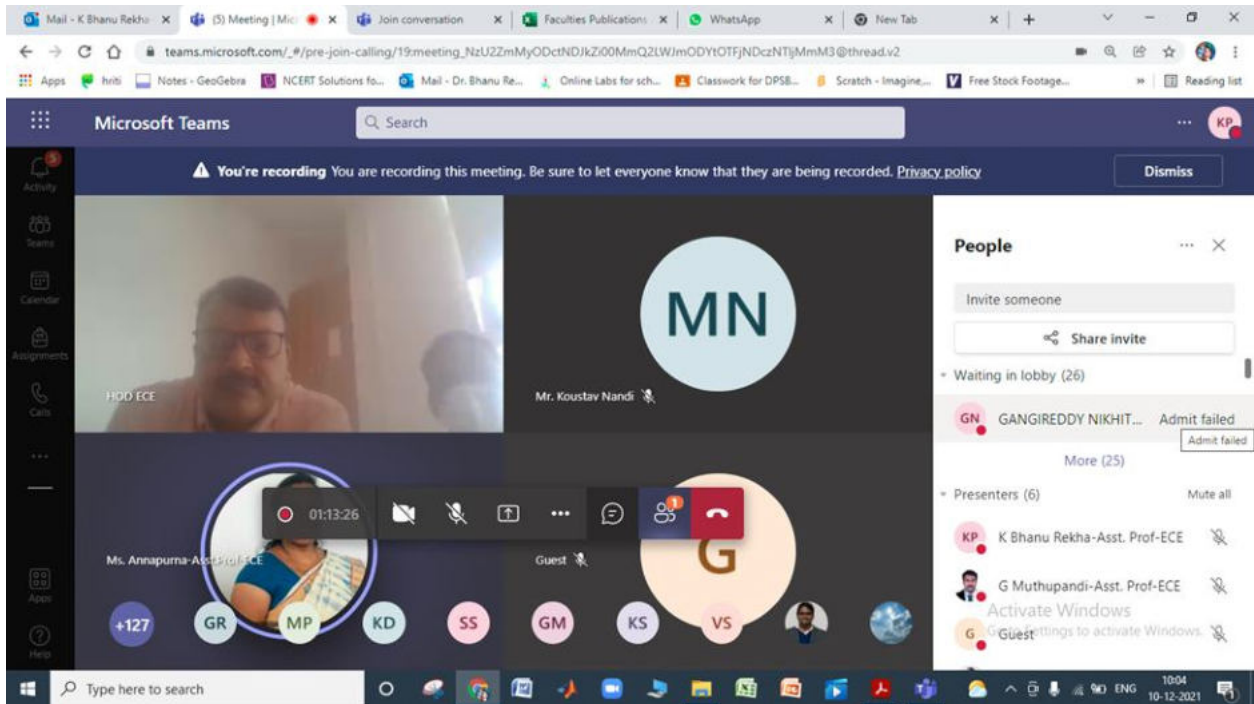 Mail - K Bhanu Rekha
(5) Meeting | Mic
Join conversation
Faculties Publications
WhatsApp
New Tab
teams.microsoft.com/_#/pre-join-calling/
Apps
hriti
Notes - GeoGebra
NCERT Solutions fo...
Mail - Dr. Bhanu Re...
Online Labs for sch...
Classwork for DPSB...
Scratch - Imagine,...
Free Stock Footage...
»
Reading list
Microsoft Teams
Search
KP
5
Activity
Teams
Calendar
Assignments
Calls
Apps
Help
You're recording You are recording this meeting. Be sure to let everyone know that they are being recorded. Privacy policy
Dismiss
HOD ECE
MN
Mr. Koustav Nandi
01:13:26
1
Ms. Annapurna-Asst.Prof-ECE
G
Guest
+127
GR
MP
KD
SS
GM
KS
VS
People
Invite someone
Share invite
Waiting in lobby (26)
GN GANGIREDDY NIKHIT... Admit failed
Admit failed
More (25)
Presenters (6) Mute all
KP K Bhanu Rekha-Asst. Prof-ECE
G Muthupandi-Asst. Prof-ECE
Activate Windows
G Guest
Go to Settings to activate Windows.
Type here to search
ENG
10:04
10-12-2021